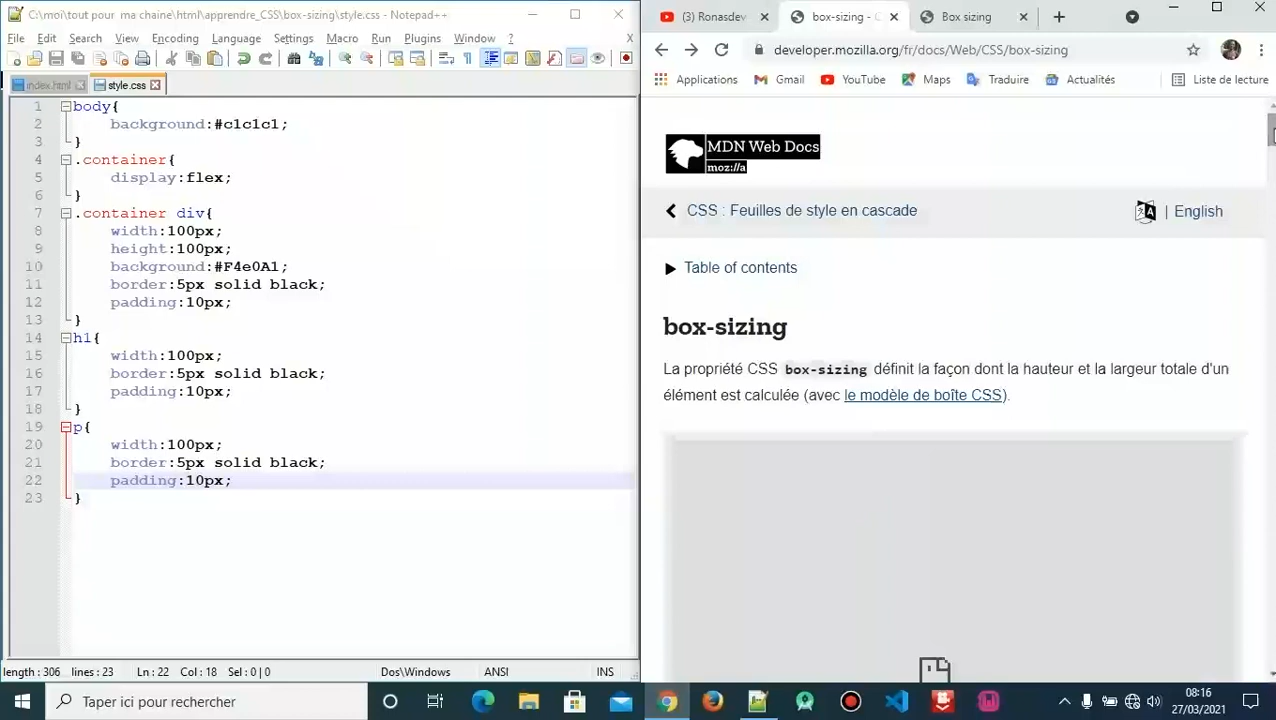 C:\moi\tout pour  ma chaine\html\apprendre_CSS\box-sizing\style.css - Notepad++
File Edit Search View Encoding Language Settings Macro Run Plugins Window ?
index.html style.css
1 body{
2 background:#c1c1c1;
3 }
4 .container{
5 display:flex;
6 }
7 .container div{
8 width:100px;
9 height:100px;
10 background:#F4e0A1;
11 border:5px solid black;
12 padding:10px;
13 }
14 h1{
15 width:100px;
16 border:5px solid black;
17 padding:10px;
18 }
19 p{
20 width:100px;
21 border:5px solid black;
22 padding:10px;
23 }
length : 306 lines : 23 Ln : 22 Col : 18 Sel : 0 | 0 Dos\Windows ANSI INS
(3) Ronasdev box-sizing - C Box sizing
developer.mozilla.org/fr/docs/Web/CSS/box-sizing
Applications Gmail YouTube Maps Traduire Actualités Liste de lecture
MDN Web Docs
moz://a
CSS : Feuilles de style en cascade | English
Table of contents
box-sizing
La propriété CSS box-sizing définit la façon dont la hauteur et la largeur totale d'un
élément est calculée (avec le modèle de boîte CSS).
Taper ici pour rechercher
08:16
27/03/2021